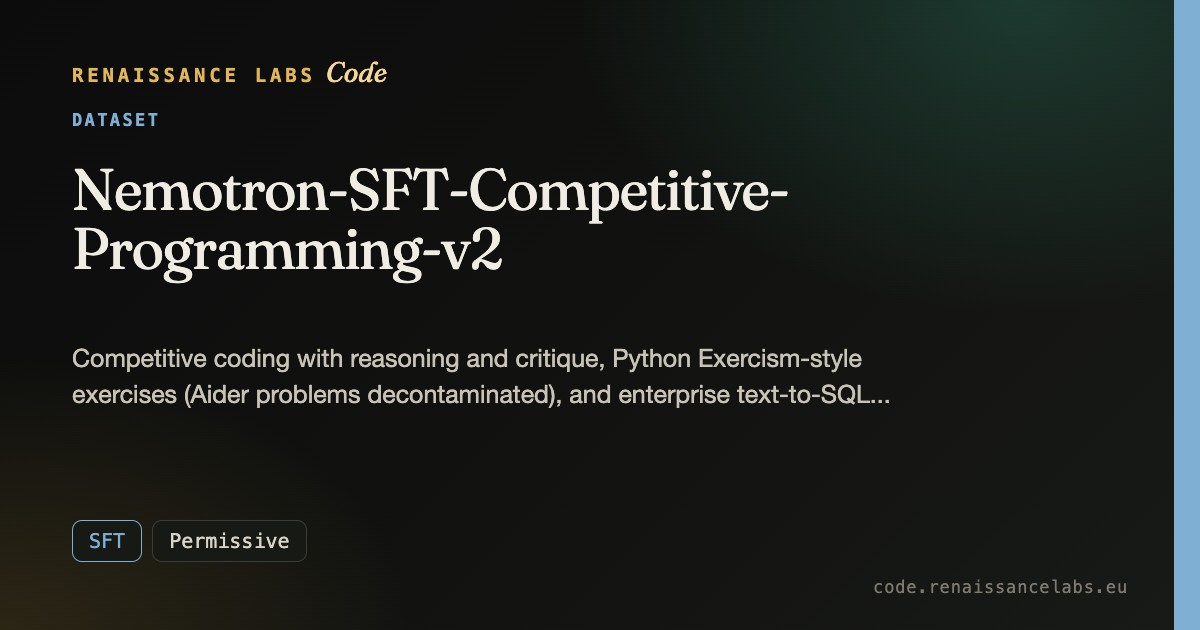 RENAISSANCE LABS Code
DATASET
Nemotron-SFT-Competitive-
Programming-v2
Competitive coding with reasoning and critique, Python Exercism-style
exercises (Aider problems decontaminated), and enterprise text-to-SQL...
SFT Permissive
code.renaissancelabs.eu